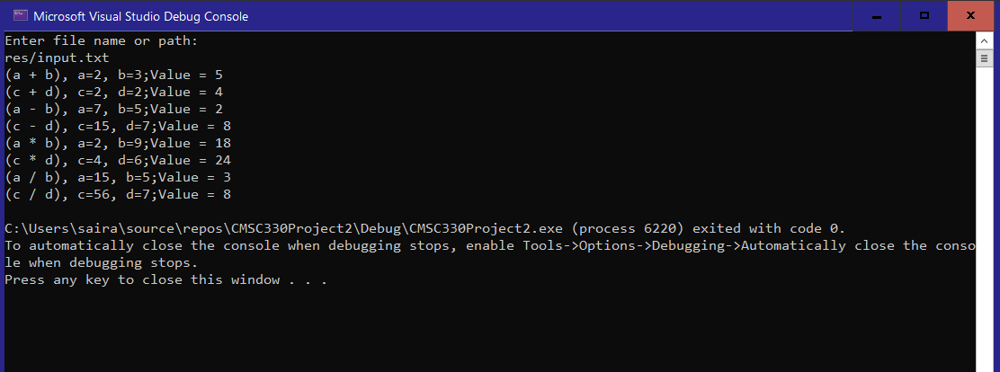 Microsoft Visual Studio Debug Console
Enter file name or path:
res/input.txt
(a + b), a=2, b=3;Value = 5
(c + d), c=2, d=2;Value = 4
(a - b), a=7, b=5;Value = 2
(c - d), c=15, d=7;Value = 8
(a * b), a=2, b=9;Value = 18
(c * d), c=4, d=6;Value = 24
(a / b), a=15, b=5;Value = 3
(c / d), c=56, d=7;Value = 8
C:\Users\saira\source\repos\CMSC330Project2\Debug\CMSC330Project2.exe (process 6220) exited with code 0.
To automatically close the console when debugging stops, enable Tools->Options->Debugging->Automatically close the conso
le when debugging stops.
Press any key to close this window . . .